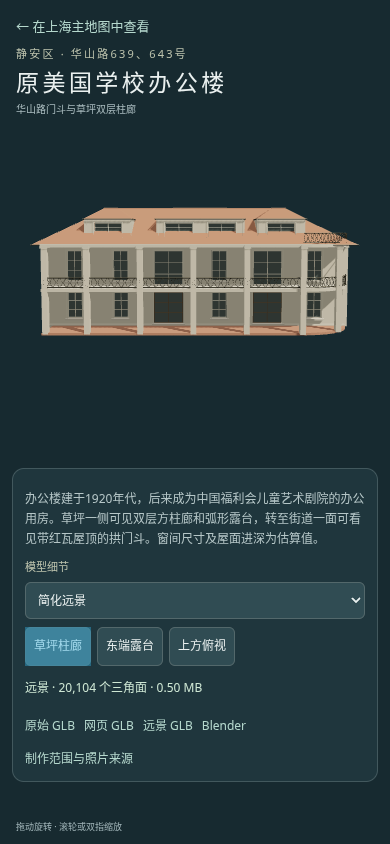 ← 在上海主地图中查看
静安区 · 华山路639、643号
原美国学校办公楼
华山路门斗与草坪双层柱廊
办公楼建于1920年代，后来成为中国福利会儿童艺术剧院的办公
用房。草坪一侧可见双层方柱廊和弧形露台，转至街道一面可看
见带红瓦屋顶的拱门斗。窗间尺寸及屋面进深为估算值。
模型细节
简化远景
草坪柱廊 东端露台 上方俯视
远景 · 20,104 个三角面 · 0.50 MB
原始 GLB 网页 GLB 远景 GLB Blender
制作范围与照片来源
拖动旋转 · 滚轮或双指缩放